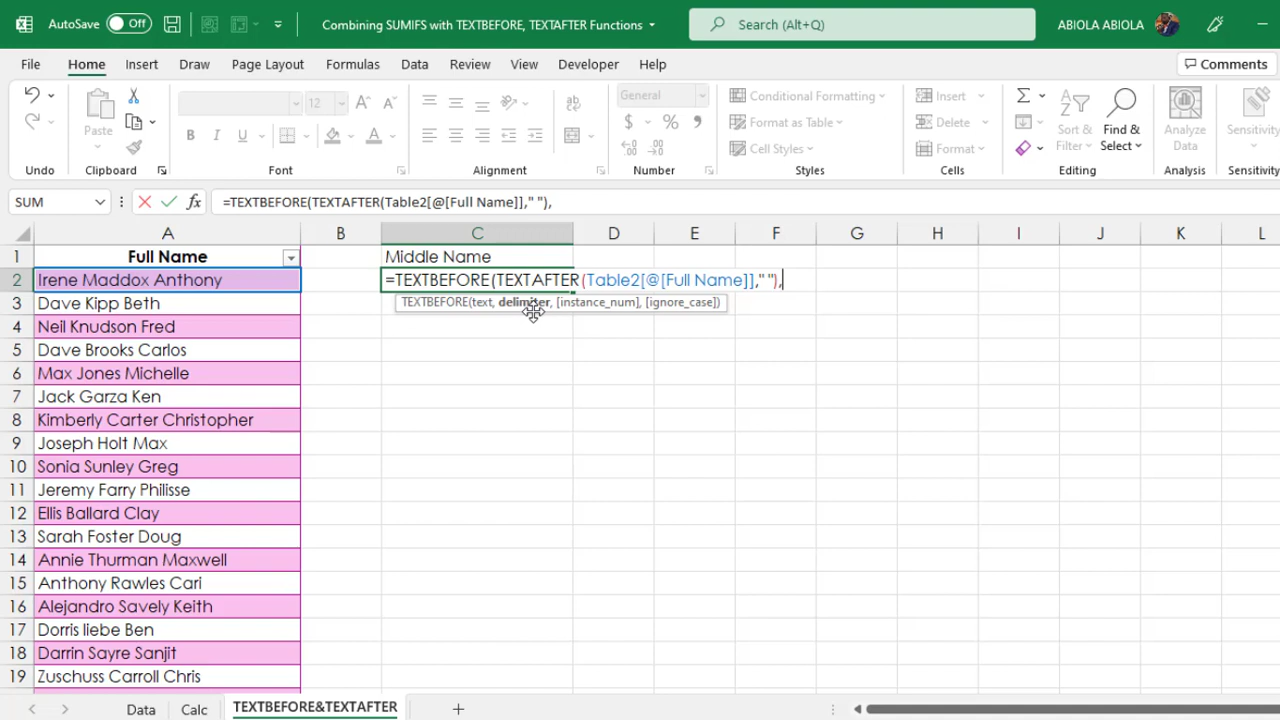 AutoSave Off Combining SUMIFS with TEXTBEFORE, TEXTAFTER Functions Search (Alt+Q) ABIOLA ABIOLA
File Home Insert Draw Page Layout Formulas Data Review View Developer Help Comments
12 General Conditional Formatting Insert
Paste Format as Table Delete Sort & Find & Analyze Sensitivity
Cell Styles Format Filter Select Data
Undo Clipboard Font Alignment Number Styles Cells Editing Analysis Sensitivity
SUM =TEXTBEFORE(TEXTAFTER(Table2[@[Full Name]]," "),
A B C D E F G H I J K L
1 Full Name Middle Name
2 Irene Maddox Anthony =TEXTBEFORE(TEXTAFTER(Table2[@[Full Name]]," "),
3 Dave Kipp Beth TEXTBEFORE(text, delimiter, [instance_num], [ignore_case])
4 Neil Knudson Fred
5 Dave Brooks Carlos
6 Max Jones Michelle
7 Jack Garza Ken
8 Kimberly Carter Christopher
9 Joseph Holt Max
10 Sonia Sunley Greg
11 Jeremy Farry Philisse
12 Ellis Ballard Clay
13 Sarah Foster Doug
14 Annie Thurman Maxwell
15 Anthony Rawles Cari
16 Alejandro Savely Keith
17 Dorris liebe Ben
18 Darrin Sayre Sanjit
19 Zuschuss Carroll Chris
Data Calc TEXTBEFORE&TEXTAFTER